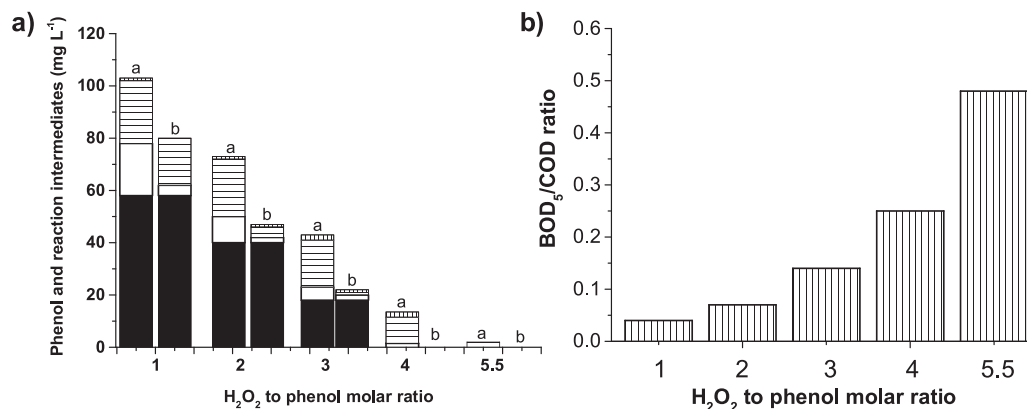 a)
Phenol and reaction intermediates (mg L⁻¹)
120
100
80
60
40
20
0
a
b
a
b
a
b
a
b
a
b
1
2
3
4
5.5
H₂O₂ to phenol molar ratio
b)
BOD₅/COD ratio
0.6
0.5
0.4
0.3
0.2
0.1
0.0
1
2
3
4
5.5
H₂O₂ to phenol molar ratio